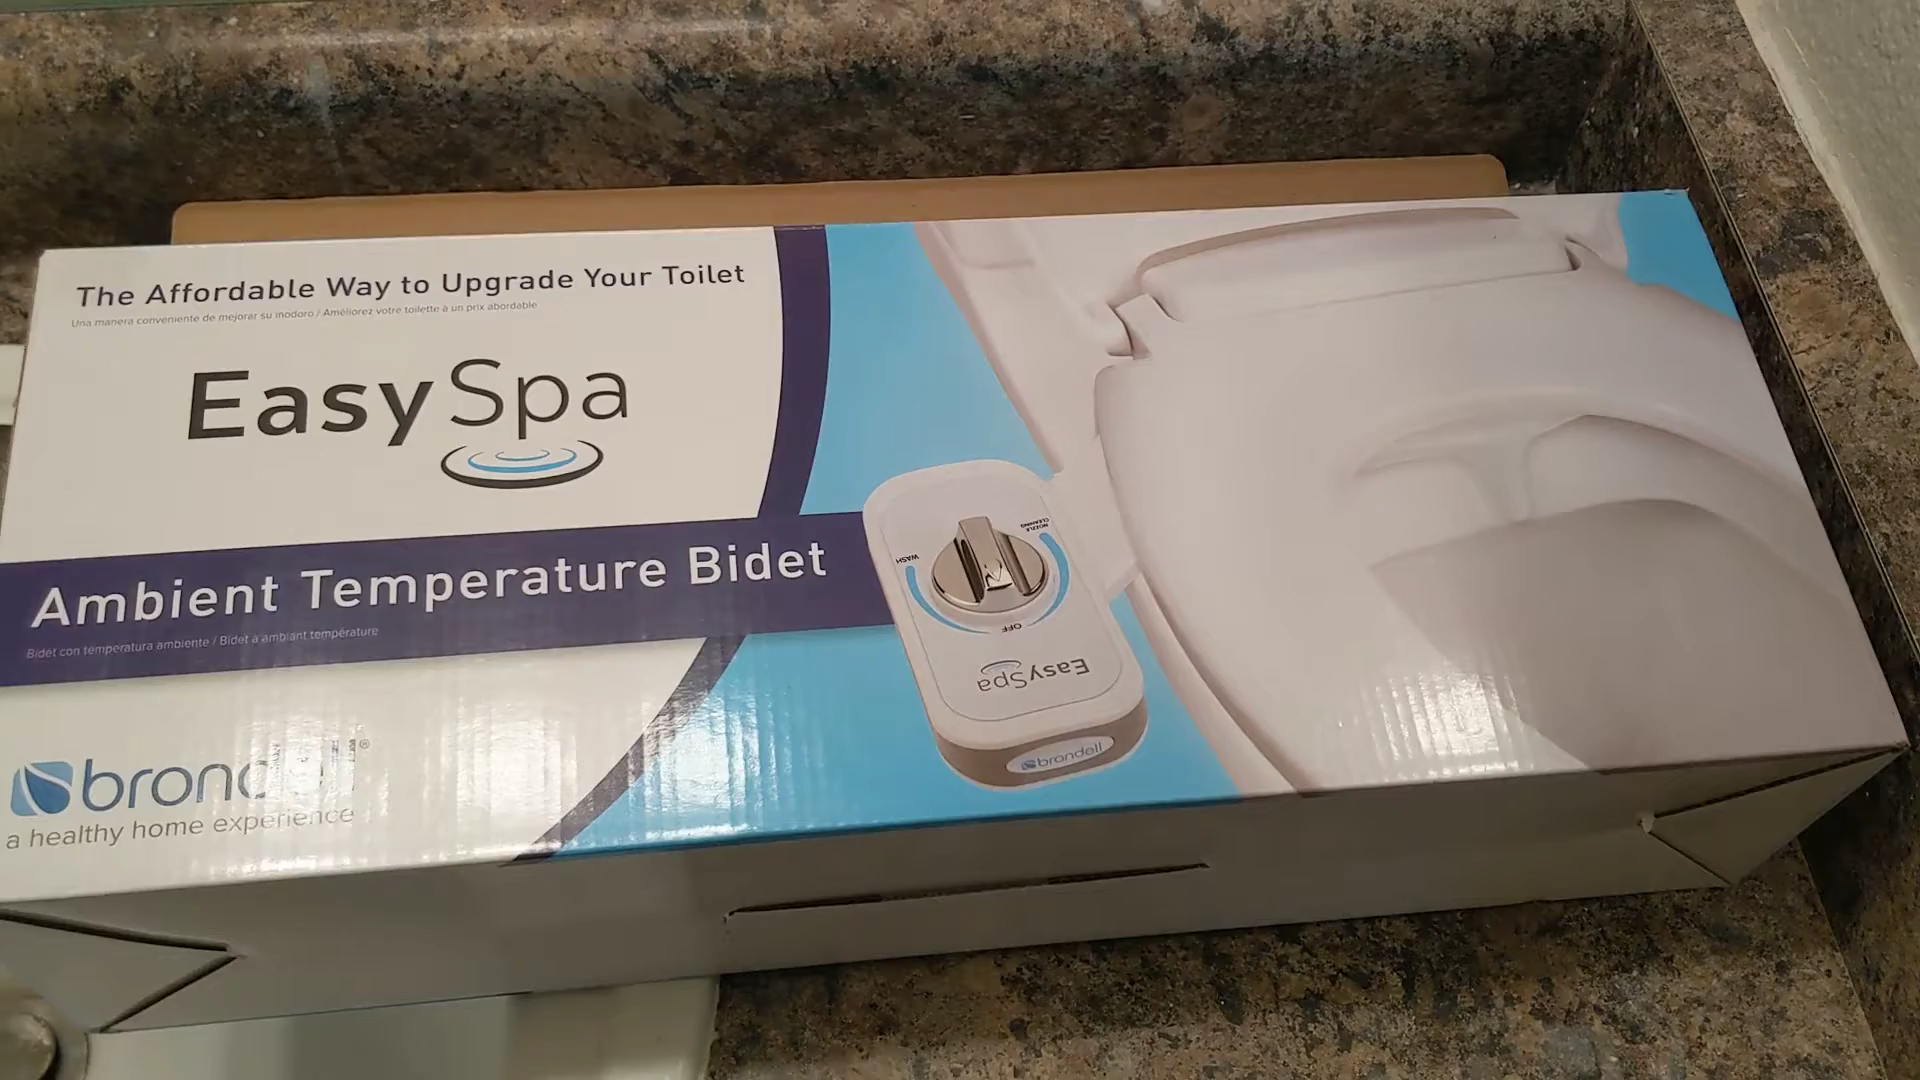 The Affordable Way to Upgrade Your Toilet
Una manera conveniente de mejorar su inodoro / Améliorez votre toilette à un prix abordable
EasySpa
Ambient Temperature Bidet
Bidet con temperatura ambiente / Bidet à ambiant température
brondell®
a healthy home experience
WASH
NOZZLE CLEANING
OFF
EasySpa
brondell